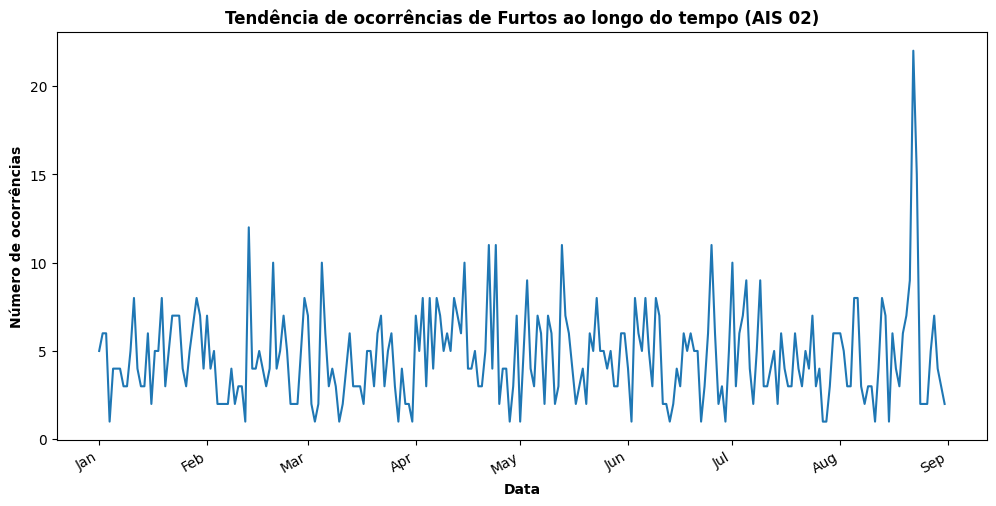 Tendência de ocorrências de Furtos ao longo do tempo (AIS 02)
Número de ocorrências
20
15
10
5
0
Jan
Feb
Mar
Apr
May
Jun
Jul
Aug
Sep
Data